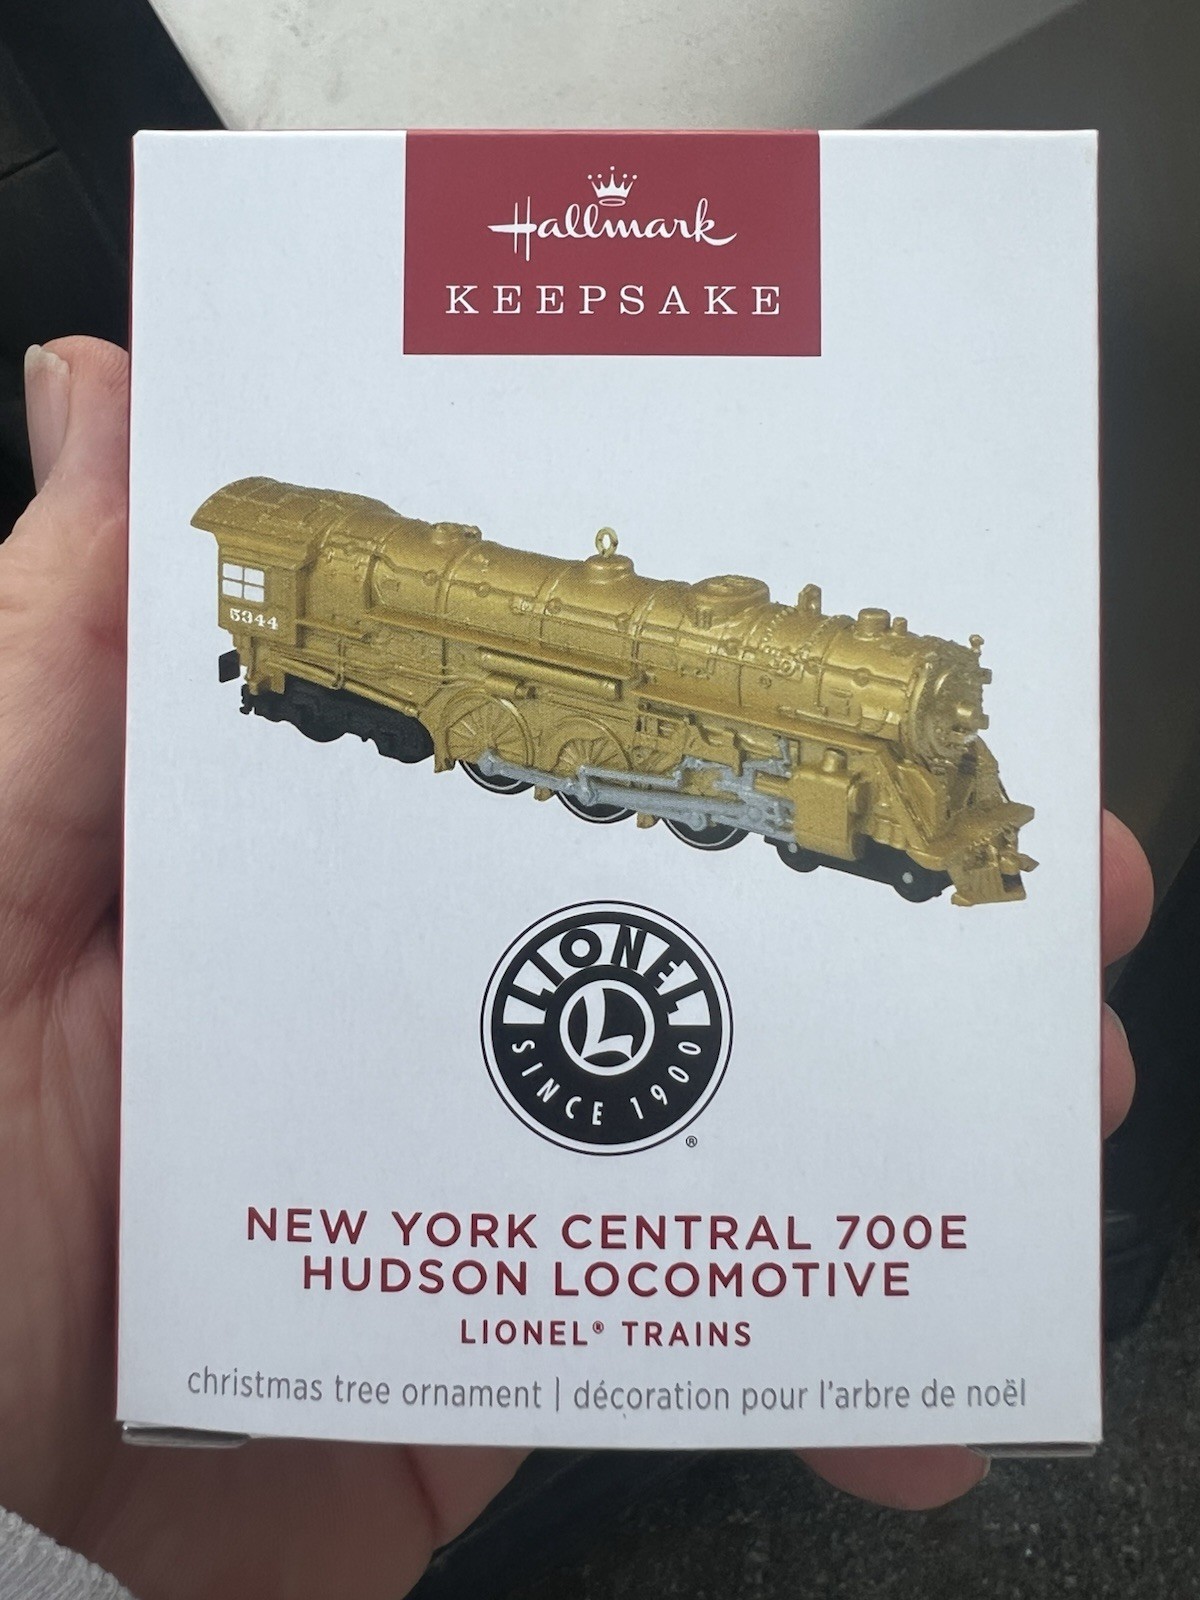 Hallmark
KEEPSAKE
5344
LIONEL
L
SINCE 1900
®
NEW YORK CENTRAL 700E
HUDSON LOCOMOTIVE
LIONEL® TRAINS
christmas tree ornament | décoration pour l'arbre de noël